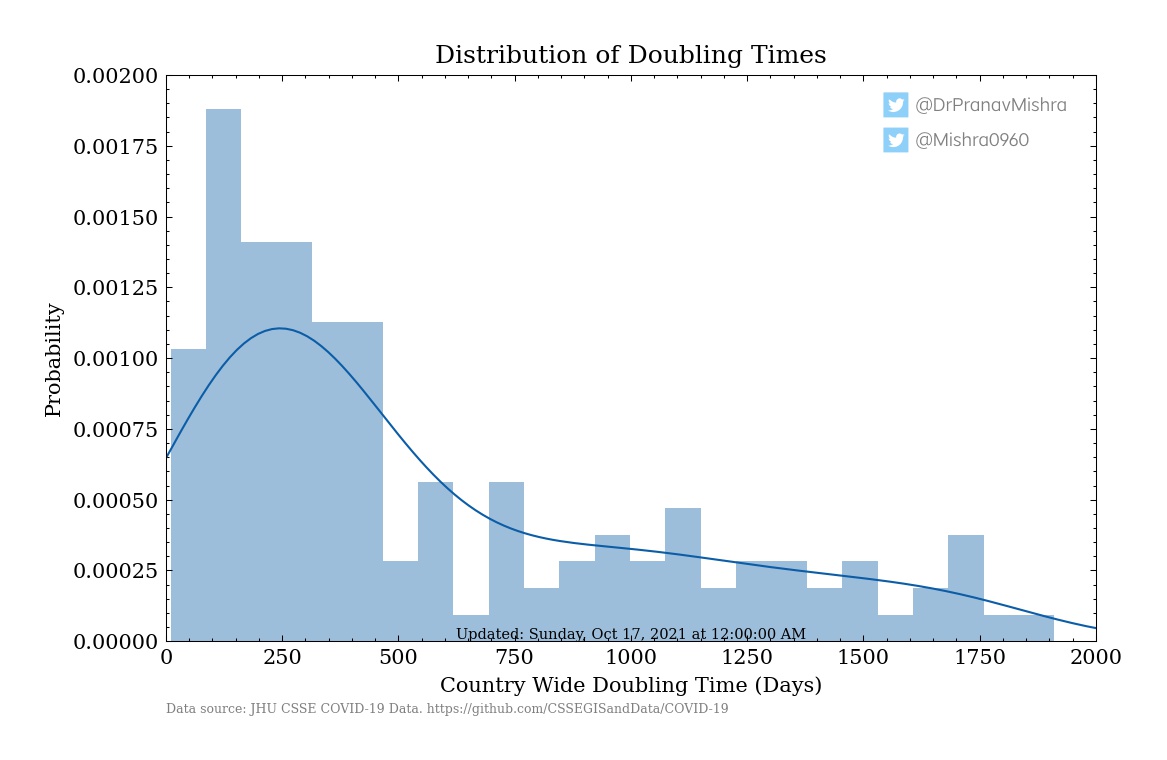 Distribution of Doubling Times
0.00200
0.00175
0.00150
0.00125
0.00100
0.00075
0.00050
0.00025
0.00000
Probability
@DrPranavMishra
@Mishra0960
Updated: Sunday, Oct 17, 2021 at 12:00:00 AM
0 250 500 750 1000 1250 1500 1750 2000
Country Wide Doubling Time (Days)
Data source: JHU CSSE COVID-19 Data. https://github.com/CSSEGISandData/COVID-19